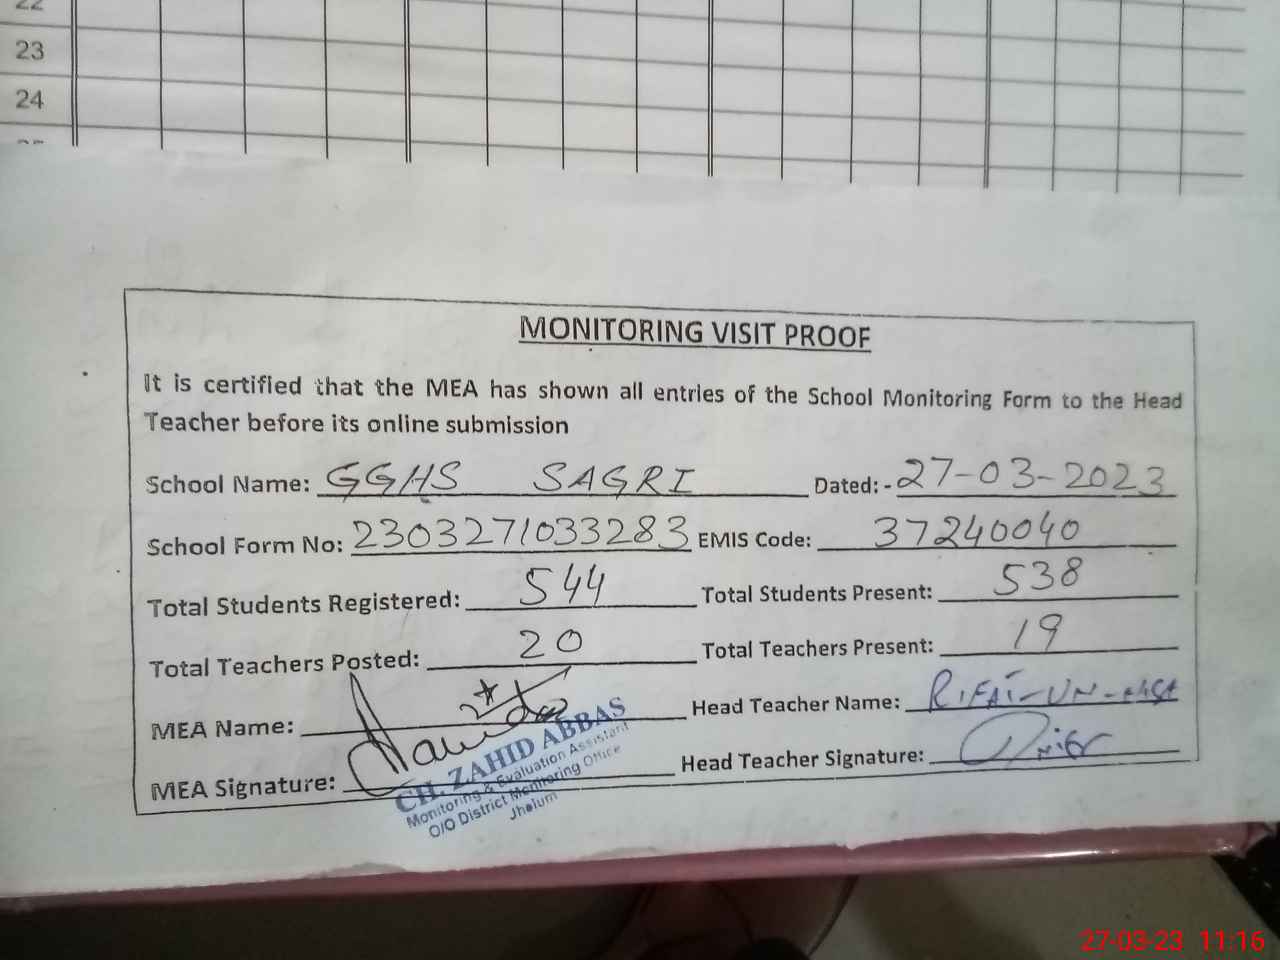 22
23
24
MONITORING VISIT PROOF
It is certified that the MEA has shown all entries of the School Monitoring Form to the Head
Teacher before its online submission
School Name: GGHS SAGRI Dated: - 27-03-2023
School Form No: 2303271033283 EMIS Code: 37240040
Total Students Registered: 544 Total Students Present: 538
Total Teachers Posted: 20 Total Teachers Present: 19
MEA Name: Head Teacher Name: RIFAT-UN-NISA
MEA Signature: Head Teacher Signature:
CH. ZAHID ABBAS
Monitoring & Evaluation Assistant
O/O District Monitoring Office
Jhelum
27-03-23 11:16